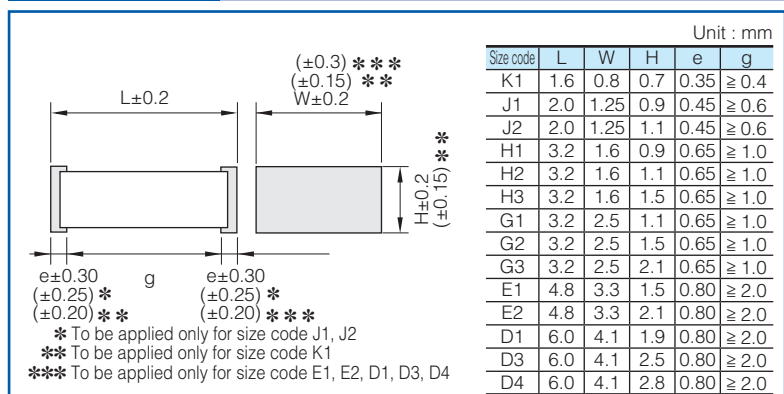 Unit : mm
(±0.3) ＊＊＊
(±0.15) ＊＊
L±0.2
W±0.2
H±0.2
(±0.15) ＊＊
e±0.30
g
e±0.30
(±0.25) ＊
(±0.25) ＊
(±0.20) ＊＊
(±0.20) ＊＊＊
＊ To be applied only for size code J1, J2
＊＊ To be applied only for size code K1
＊＊＊ To be applied only for size code E1, E2, D1, D3, D4
Size code L W H e g
K1 1.6 0.8 0.7 0.35 ≧ 0.4
J1 2.0 1.25 0.9 0.45 ≧ 0.6
J2 2.0 1.25 1.1 0.45 ≧ 0.6
H1 3.2 1.6 0.9 0.65 ≧ 1.0
H2 3.2 1.6 1.1 0.65 ≧ 1.0
H3 3.2 1.6 1.5 0.65 ≧ 1.0
G1 3.2 2.5 1.1 0.65 ≧ 1.0
G2 3.2 2.5 1.5 0.65 ≧ 1.0
G3 3.2 2.5 2.1 0.65 ≧ 1.0
E1 4.8 3.3 1.5 0.80 ≧ 2.0
E2 4.8 3.3 2.1 0.80 ≧ 2.0
D1 6.0 4.1 1.9 0.80 ≧ 2.0
D3 6.0 4.1 2.5 0.80 ≧ 2.0
D4 6.0 4.1 2.8 0.80 ≧ 2.0